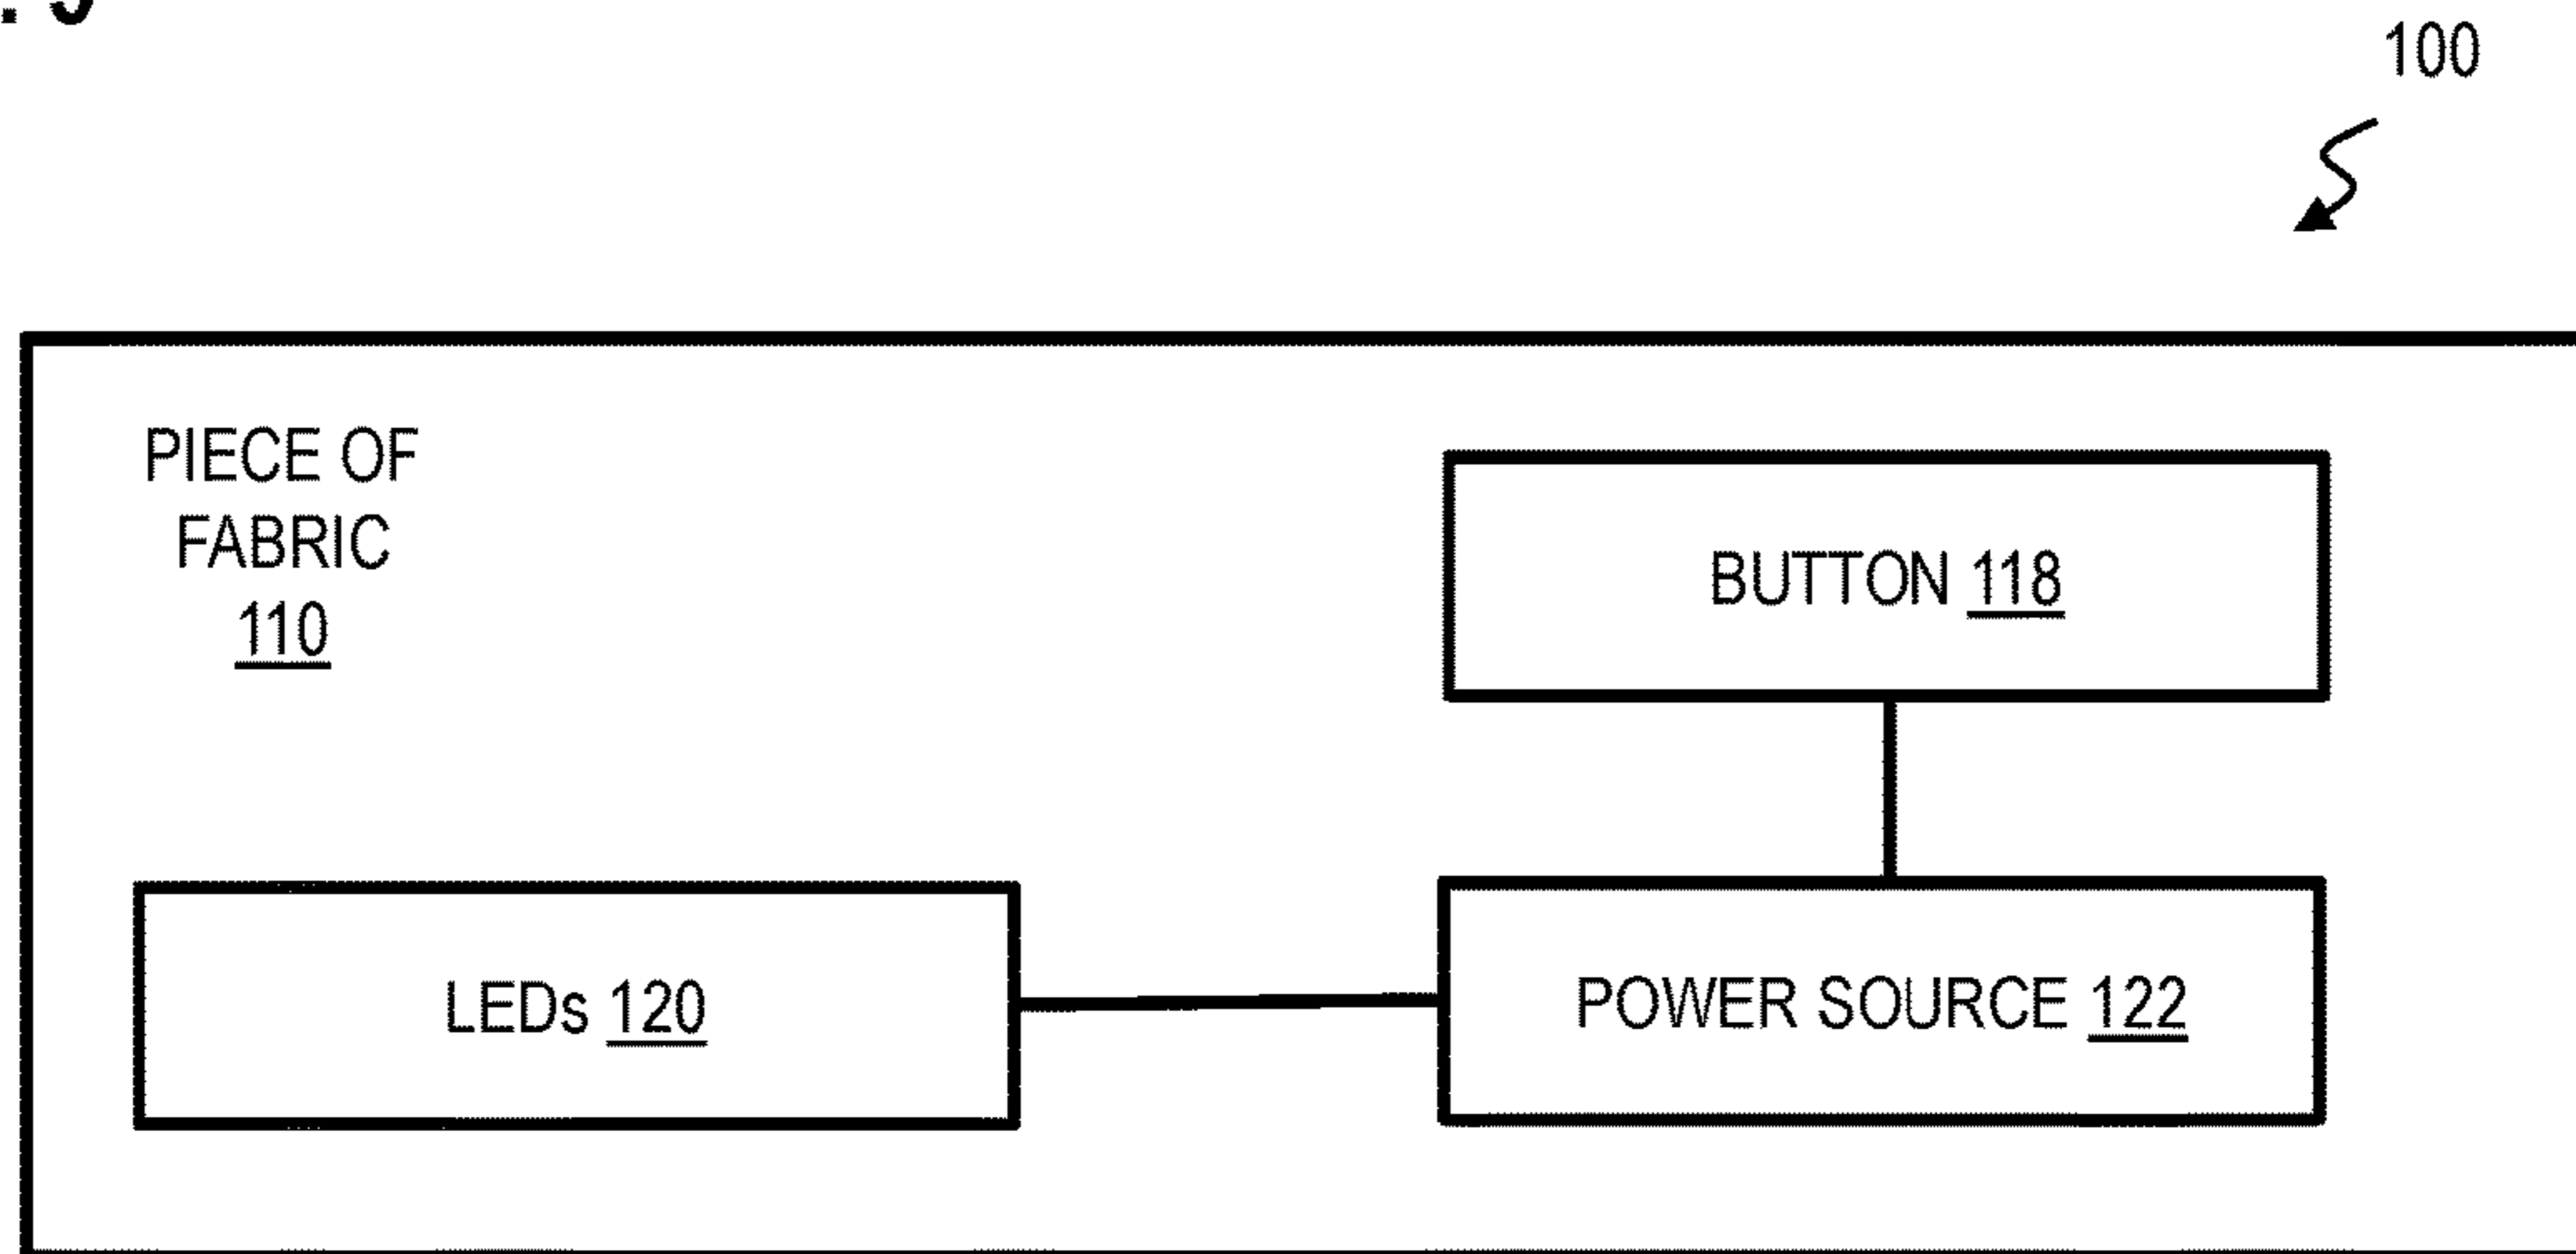 100
PIECE OF
FABRIC
110
BUTTON 118
LEDs 120
POWER SOURCE 122